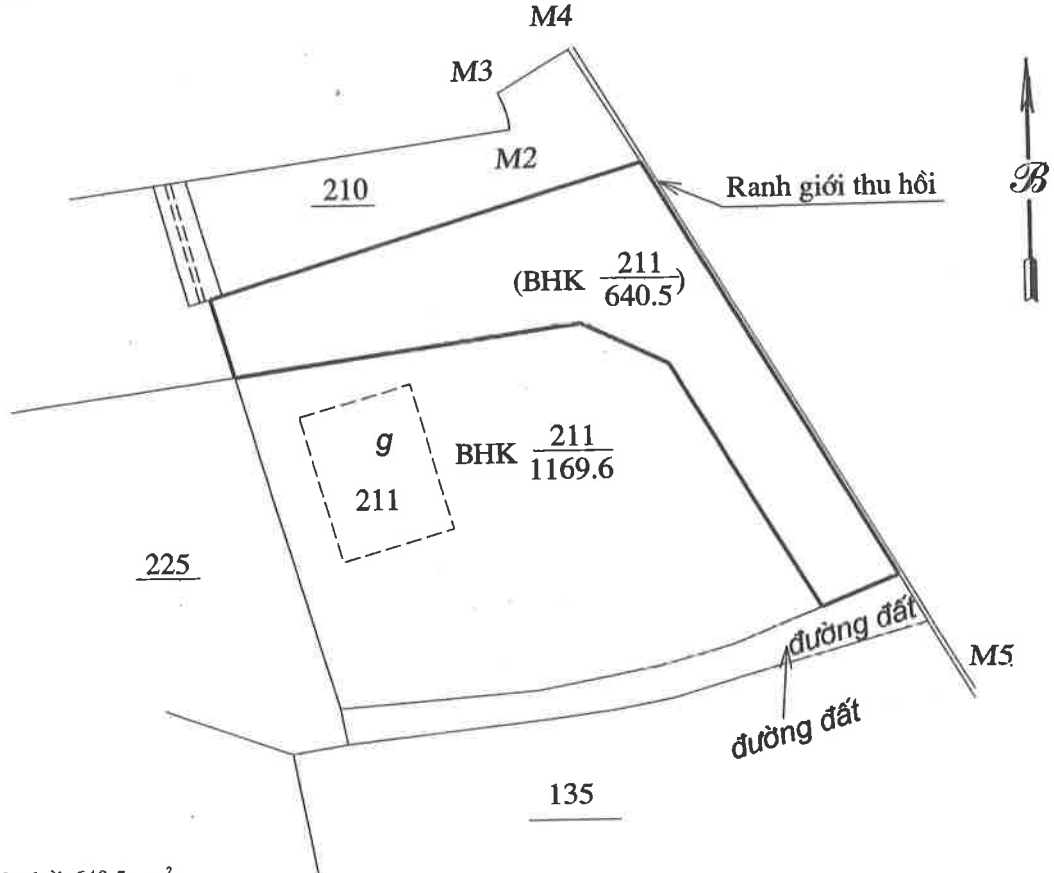 M4
M3
M2
210
Ranh giới thu hồi
B
(BHK 211/640.5)
g
211
BHK 211/1169.6
225
đường đất
M5
đường đất
135